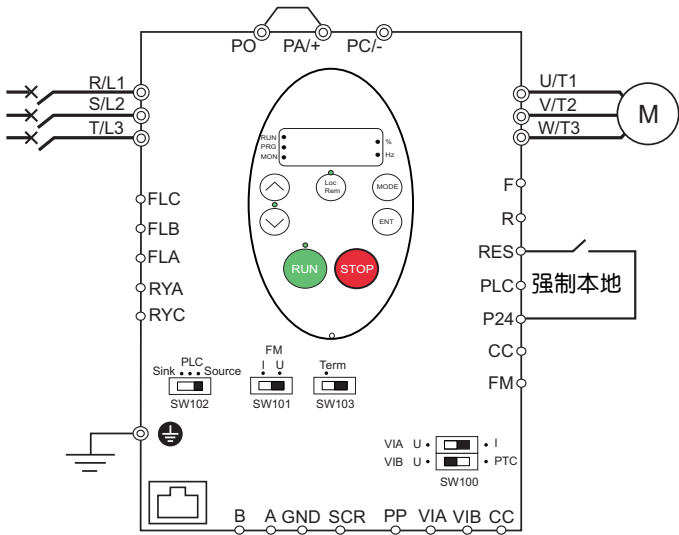 PO PA/+ PC/-
R/L1
S/L2
T/L3
U/T1
V/T2
W/T3
M
RUN
PRG
MON
%
Hz
Loc
Rem
MODE
ENT
RUN
STOP
FLC
FLB
FLA
RYA
RYC
F
R
RES
PLC
P24
CC
FM
强制本地
PLC
Sink Source
SW102
FM
I U
SW101
Term
SW103
VIA U I
VIB U PTC
SW100
B A GND SCR PP VIA VIB CC